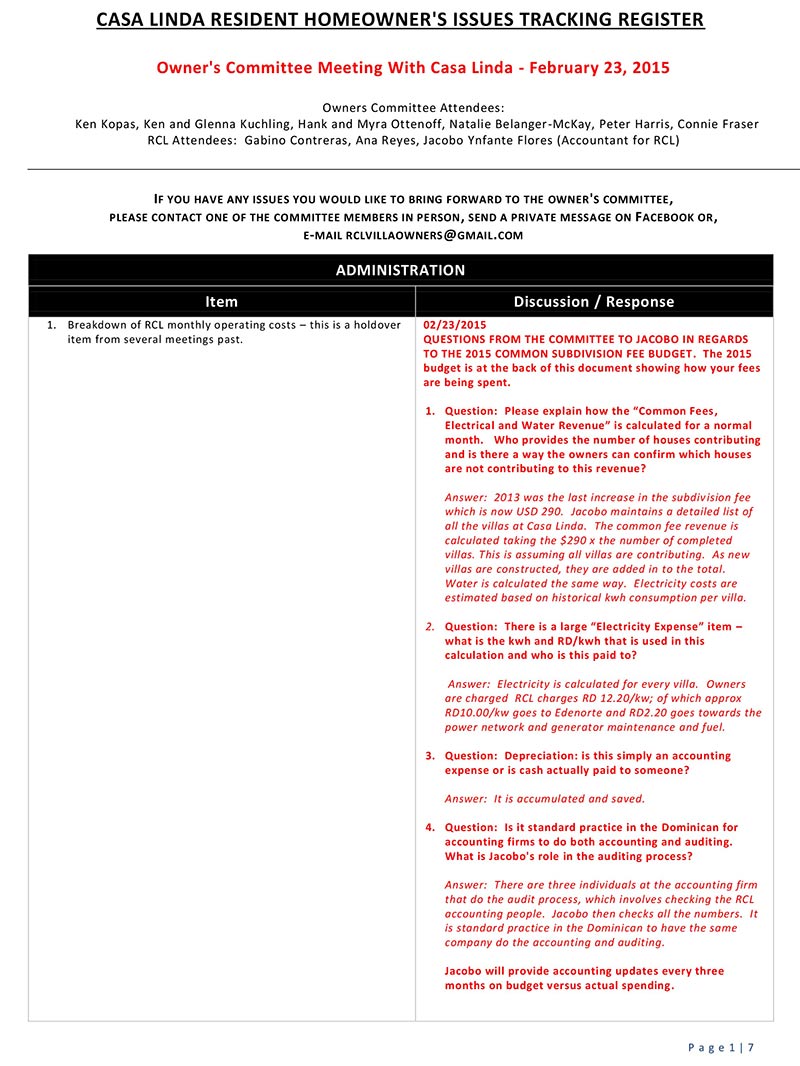 CASA LINDA RESIDENT HOMEOWNER'S ISSUES TRACKING REGISTER
Owner's Committee Meeting With Casa Linda - February 23, 2015
Owners Committee Attendees:
Ken Kopas, Ken and Glenna Kuchling, Hank and Myra Ottenoff, Natalie Belanger-McKay, Peter Harris, Connie Fraser
RCL Attendees: Gabino Contreras, Ana Reyes, Jacobo Ynfante Flores (Accountant for RCL)
IF YOU HAVE ANY ISSUES YOU WOULD LIKE TO BRING FORWARD TO THE OWNER'S COMMITTEE,
PLEASE CONTACT ONE OF THE COMMITTEE MEMBERS IN PERSON, SEND A PRIVATE MESSAGE ON FACEBOOK OR,
E-MAIL RCLVILLAOWNERS@GMAIL.COM
ADMINISTRATION
Item
Discussion / Response
1. Breakdown of RCL monthly operating costs – this is a holdover
item from several meetings past.
02/23/2015
QUESTIONS FROM THE COMMITTEE TO JACOBO IN REGARDS
TO THE 2015 COMMON SUBDIVISION FEE BUDGET. The 2015
budget is at the back of this document showing how your fees
are being spent.
1. Question: Please explain how the “Common Fees,
Electrical and Water Revenue” is calculated for a normal
month. Who provides the number of houses contributing
and is there a way the owners can confirm which houses
are not contributing to this revenue?
Answer: 2013 was the last increase in the subdivision fee
which is now USD 290. Jacobo maintains a detailed list of
all the villas at Casa Linda. The common fee revenue is
calculated taking the $290 x the number of completed
villas. This is assuming all villas are contributing. As new
villas are constructed, they are added in to the total.
Water is calculated the same way. Electricity costs are
estimated based on historical kwh consumption per villa.
2. Question: There is a large “Electricity Expense” item –
what is the kwh and RD/kwh that is used in this
calculation and who is this paid to?
Answer: Electricity is calculated for every villa. Owners
are charged RCL charges RD 12.20/kw; of which approx
RD10.00/kw goes to Edenorte and RD2.20 goes towards the
power network and generator maintenance and fuel.
3. Question: Depreciation: is this simply an accounting
expense or is cash actually paid to someone?
Answer: It is accumulated and saved.
4. Question: Is it standard practice in the Dominican for
accounting firms to do both accounting and auditing.
What is Jacobo's role in the auditing process?
Answer: There are three individuals at the accounting firm
that do the audit process, which involves checking the RCL
accounting people. Jacobo then checks all the numbers. It
is standard practice in the Dominican to have the same
company do the accounting and auditing.
Jacobo will provide accounting updates every three
months on budget versus actual spending.
Page1|7